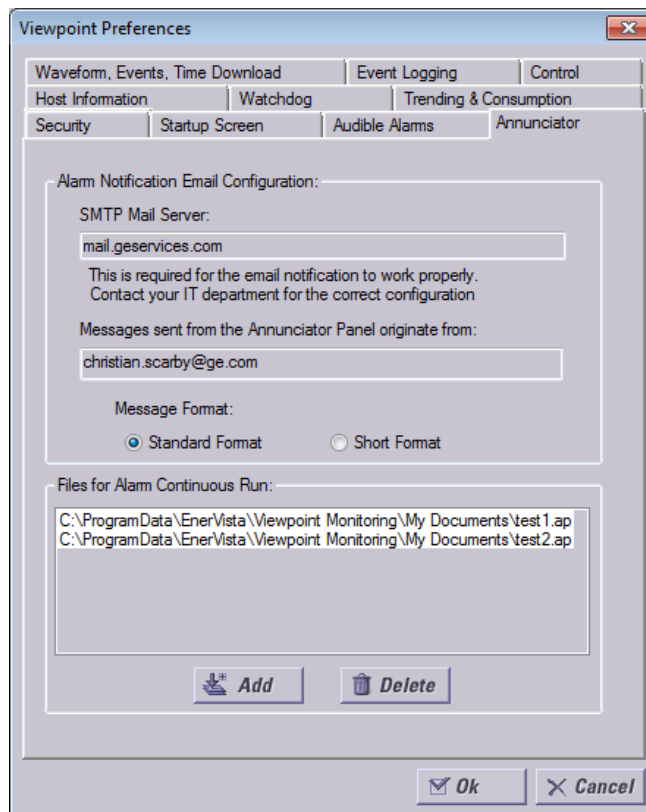 Viewpoint Preferences
Waveform, Events, Time Download Event Logging Control
Host Information Watchdog Trending & Consumption
Security Startup Screen Audible Alarms Annunciator
Alarm Notification Email Configuration:
SMTP Mail Server:
mail.geservices.com
This is required for the email notification to work properly.
Contact your IT department for the correct configuration
Messages sent from the Annunciator Panel originate from:
christian.scarby@ge.com
Message Format:
Standard Format Short Format
Files for Alarm Continuous Run:
C:\ProgramData\EnerVista\Viewpoint Monitoring\My Documents\test1.ap
C:\ProgramData\EnerVista\Viewpoint Monitoring\My Documents\test2.ap
Add Delete
Ok Cancel